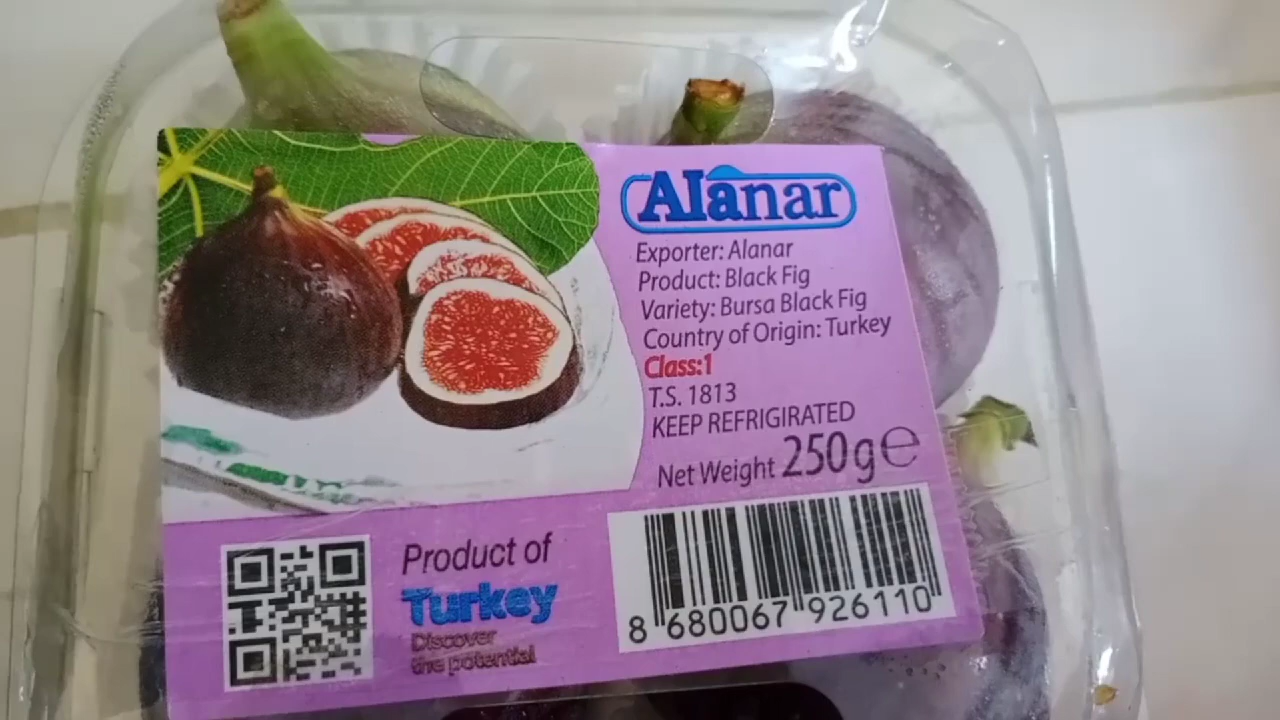 Alanar
Exporter: Alanar
Product: Black Fig
Variety: Bursa Black Fig
Country of Origin: Turkey
Class:1
T.S. 1813
KEEP REFRIGIRATED
Net Weight 250g℮
Product of
Turkey
Discover
the potential
8 680067 926110